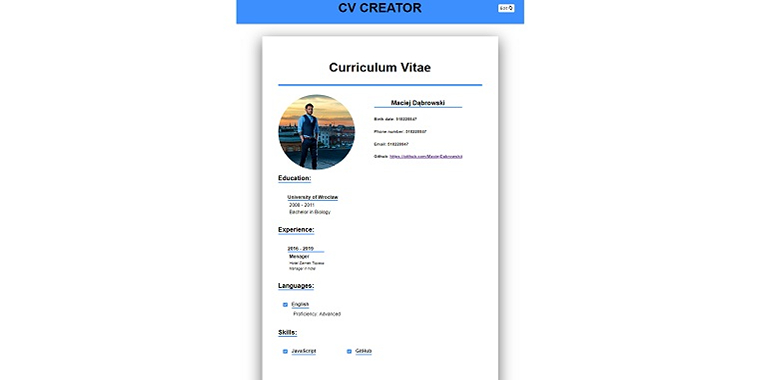 CV CREATOR
Edit
Curriculum Vitae
Maciej Dąbrowski
Birth date: 518228847
Phone number: 518228847
Email: 518228847
Github: https://github.com/MaciejDabrowskii
Education:
University of Wrocław
2008 - 2011
Bachelor in Biology
Experience:
2016 - 2019
Menager
Hotel Zamek Topacz
Manager in hotel
Languages:
English
Proficiency: Advanced
Skills:
JavaScript
GitHub